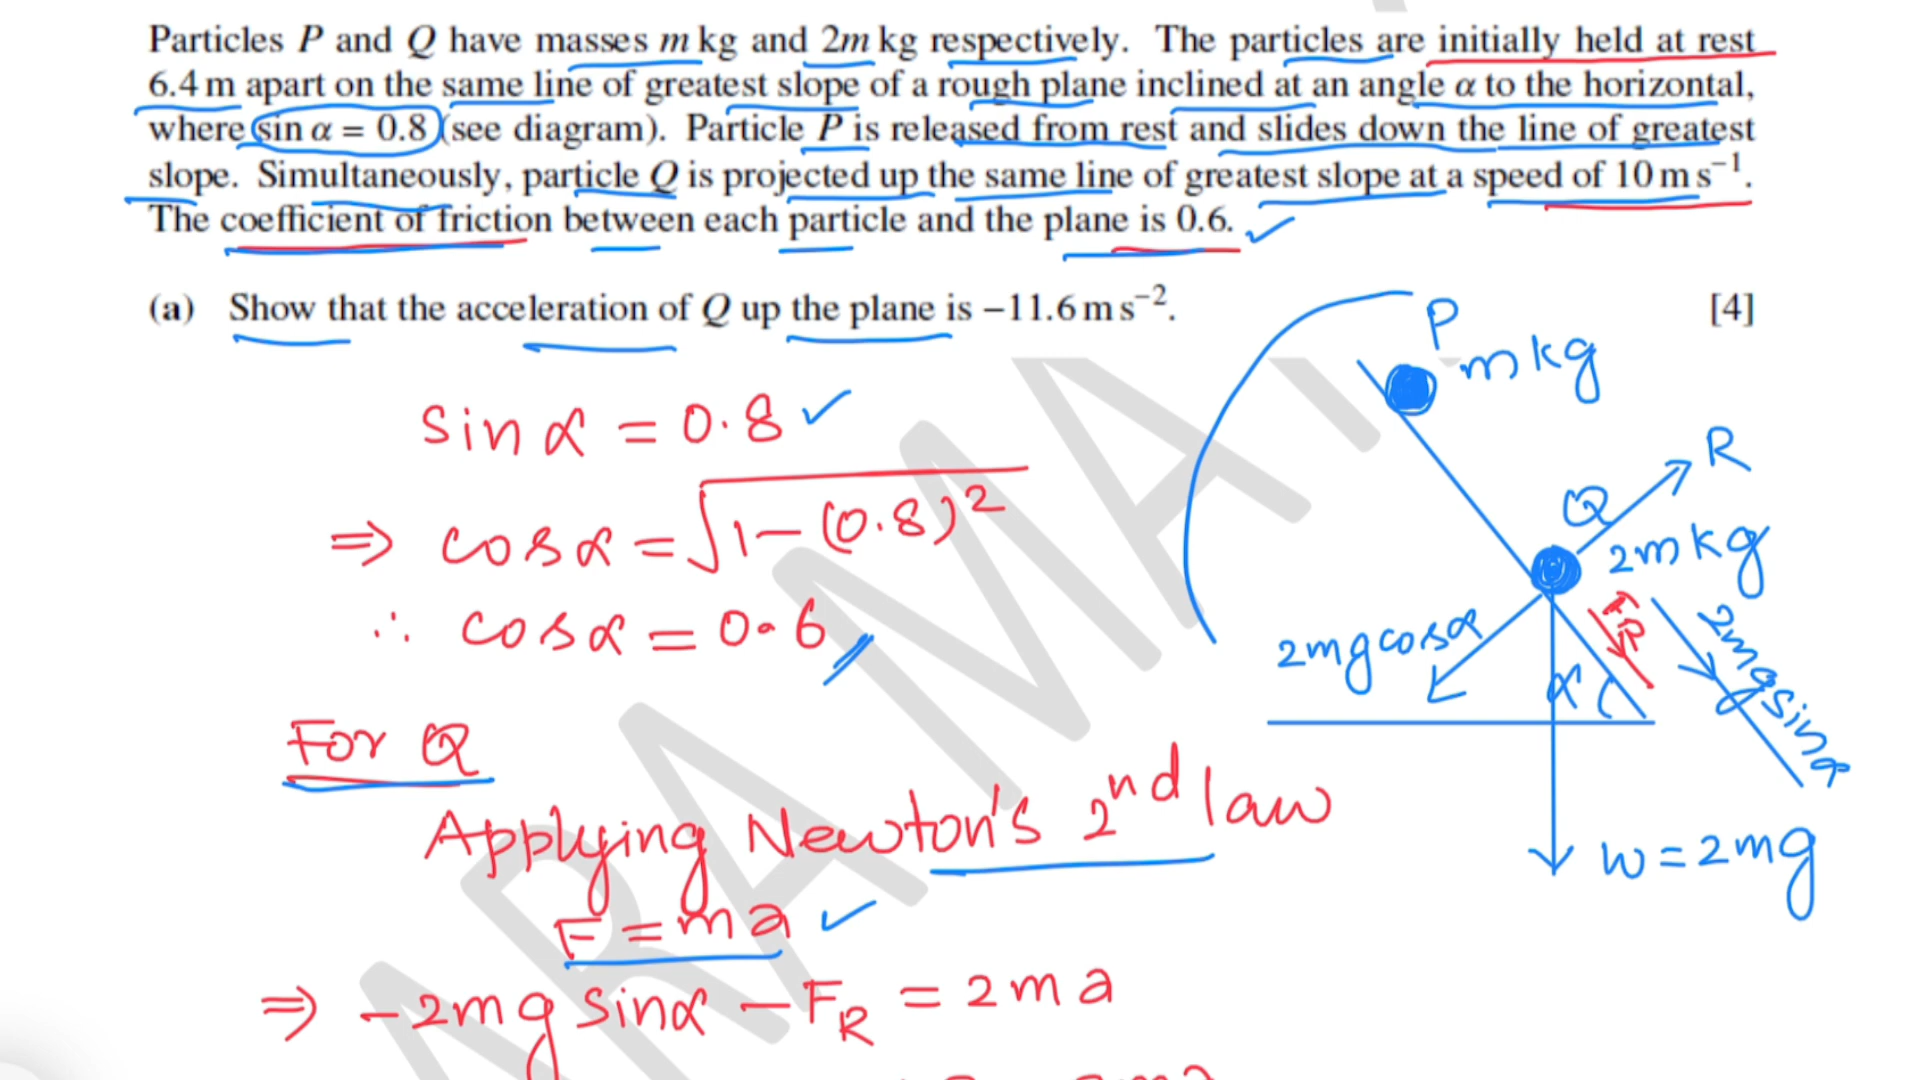 Particles P and Q have masses m kg and 2m kg respectively. The particles are initially held at rest
6.4 m apart on the same line of greatest slope of a rough plane inclined at an angle α to the horizontal,
where sin α = 0.8 (see diagram). Particle P is released from rest and slides down the line of greatest
slope. Simultaneously, particle Q is projected up the same line of greatest slope at a speed of 10 m s⁻¹.
The coefficient of friction between each particle and the plane is 0.6.
(a) Show that the acceleration of Q up the plane is −11.6 m s⁻². [4]
P
m kg
sin α = 0.8
R
⇒ cos α = √1−(0.8)²
Q
2m kg
∴ cos α = 0.6
FR
2mg cos α
2mg sin α
α
For Q
Applying Newton's 2nd law
W = 2mg
F = ma
⇒ −2mg sin α − FR = 2ma